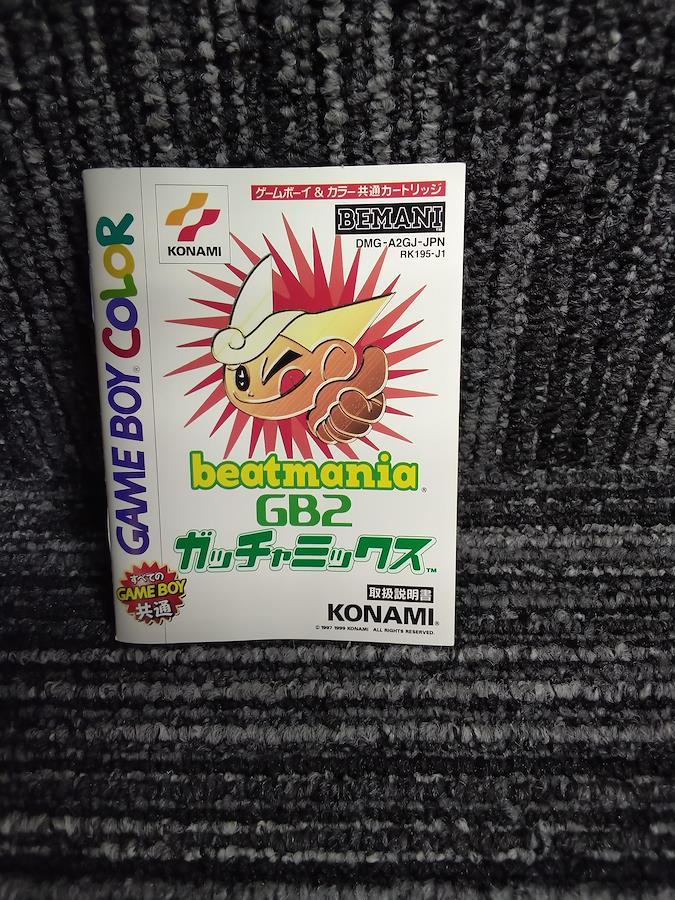 ゲームボーイ & カラー共通カートリッジ
KONAMI
BEMANI
DMG-A2GJ-JPN
RK195-J1
GAME BOY COLOR
beatmania
GB2
ガッチャミックス™
すべての
GAME BOY
共通
取扱説明書
KONAMI®
© 1997 1999 KONAMI ALL RIGHTS RESERVED.